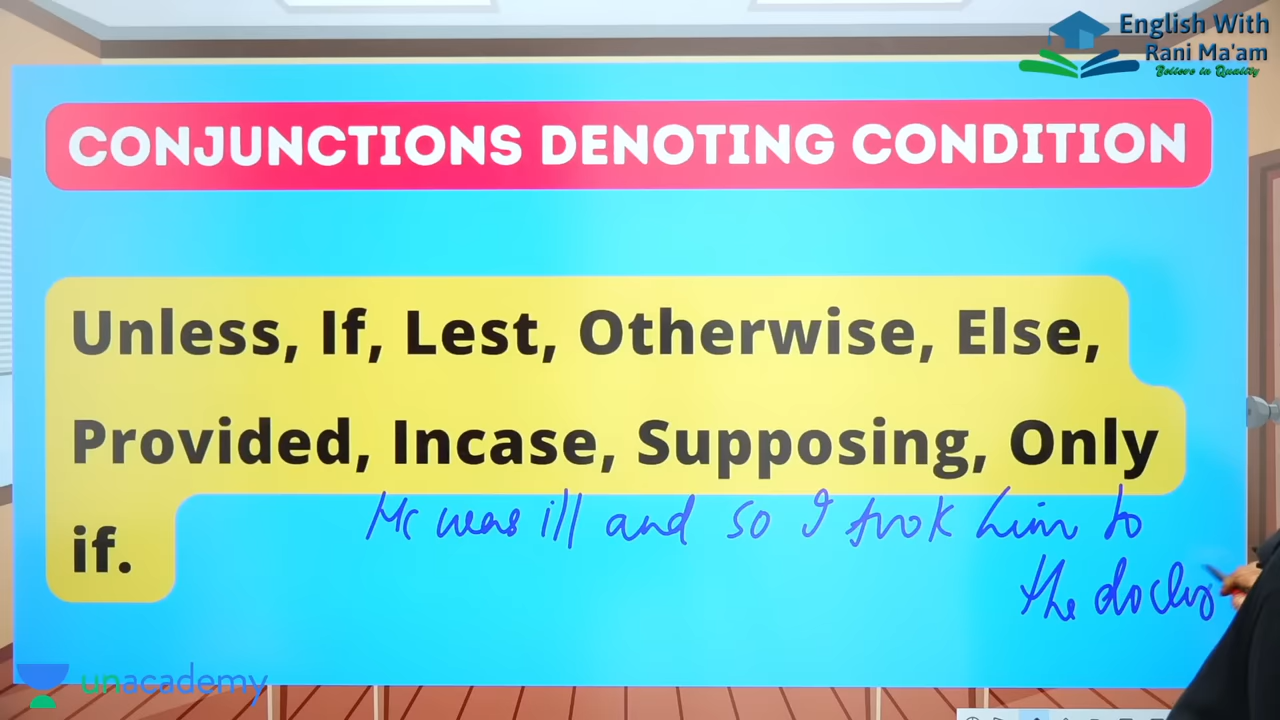 English With
Rani Ma'am
Believe in Quality
CONJUNCTIONS DENOTING CONDITION
Unless, If, Lest, Otherwise, Else,
Provided, Incase, Supposing, Only
if.
He was ill and so I took him to
the doctor
unacademy